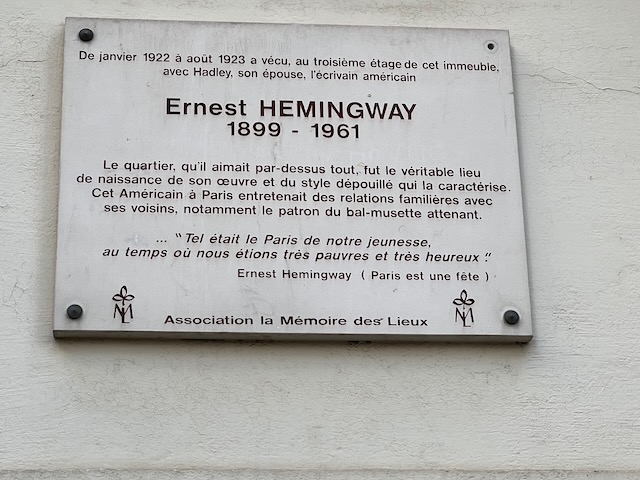 De janvier 1922 à août 1923 a vécu, au troisième étage de cet immeuble,
avec Hadley, son épouse, l'écrivain américain
Ernest HEMINGWAY
1899 - 1961
Le quartier, qu'il aimait par-dessus tout, fut le véritable lieu
de naissance de son œuvre et du style dépouillé qui la caractérise.
Cet Américain à Paris entretenait des relations familières avec
ses voisins, notamment le patron du bal-musette attenant.
... "Tel était le Paris de notre jeunesse,
au temps où nous étions très pauvres et très heureux".
Ernest Hemingway ( Paris est une fête )
Association la Mémoire des Lieux